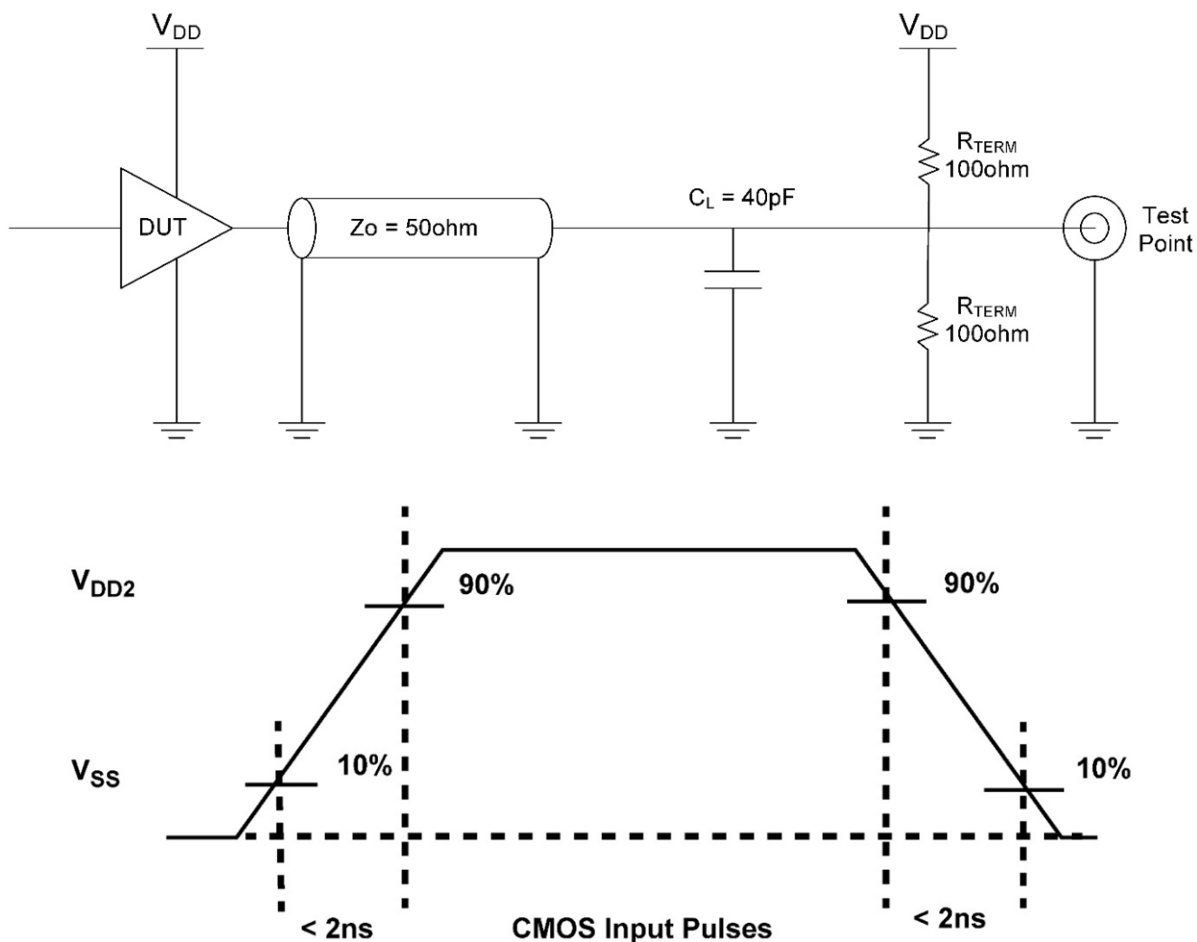 V_DD
V_DD
R_TERM
100ohm
C_L = 40pF
DUT
Zo = 50ohm
Test
Point
R_TERM
100ohm
V_DD2
90%
90%
V_SS
10%
10%
< 2ns
CMOS Input Pulses
< 2ns